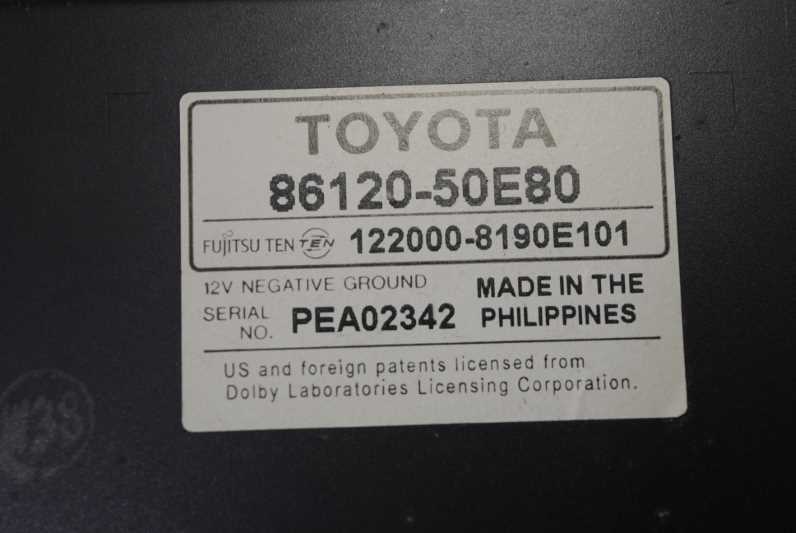 TOYOTA
86120-50E80
FUJITSU TEN TEN 122000-8190E101
12V NEGATIVE GROUND
SERIAL NO. PEA02342
MADE IN THE
PHILIPPINES
US and foreign patents licensed from
Dolby Laboratories Licensing Corporation.